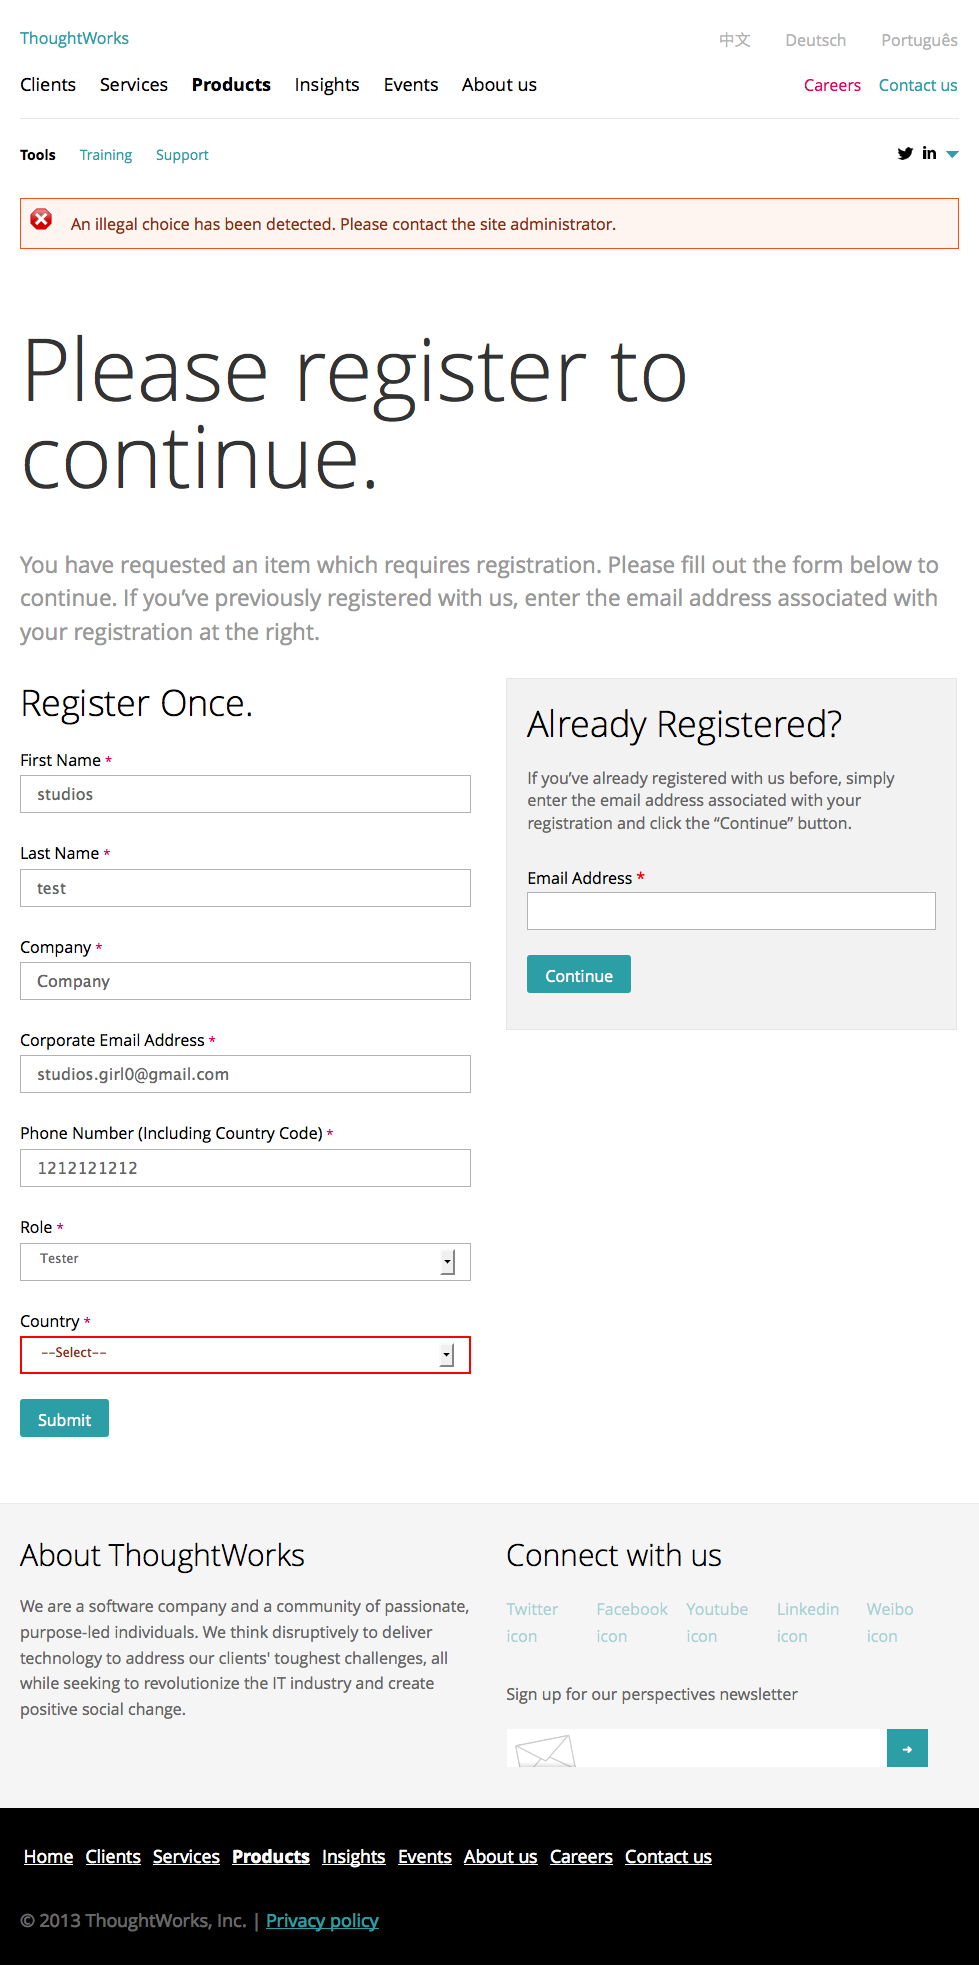 ThoughtWorks
中文 Deutsch Português
Clients Services Products Insights Events About us
Careers Contact us
Tools Training Support
in
An illegal choice has been detected. Please contact the site administrator.
Please register to
continue.
You have requested an item which requires registration. Please fill out the form below to
continue. If you’ve previously registered with us, enter the email address associated with
your registration at the right.
Register Once.
First Name *
studios
Last Name *
test
Company *
Company
Corporate Email Address *
studios.girl0@gmail.com
Phone Number (Including Country Code) *
1212121212
Role *
Tester
Country *
--Select--
Submit
Already Registered?
If you’ve already registered with us before, simply
enter the email address associated with your
registration and click the “Continue” button.
Email Address *
Continue
About ThoughtWorks
We are a software company and a community of passionate,
purpose-led individuals. We think disruptively to deliver
technology to address our clients' toughest challenges, all
while seeking to revolutionize the IT industry and create
positive social change.
Connect with us
Twitter icon
Facebook icon
Youtube icon
Linkedin icon
Weibo icon
Sign up for our perspectives newsletter
Home Clients Services Products Insights Events About us Careers Contact us
© 2013 ThoughtWorks, Inc. | Privacy policy